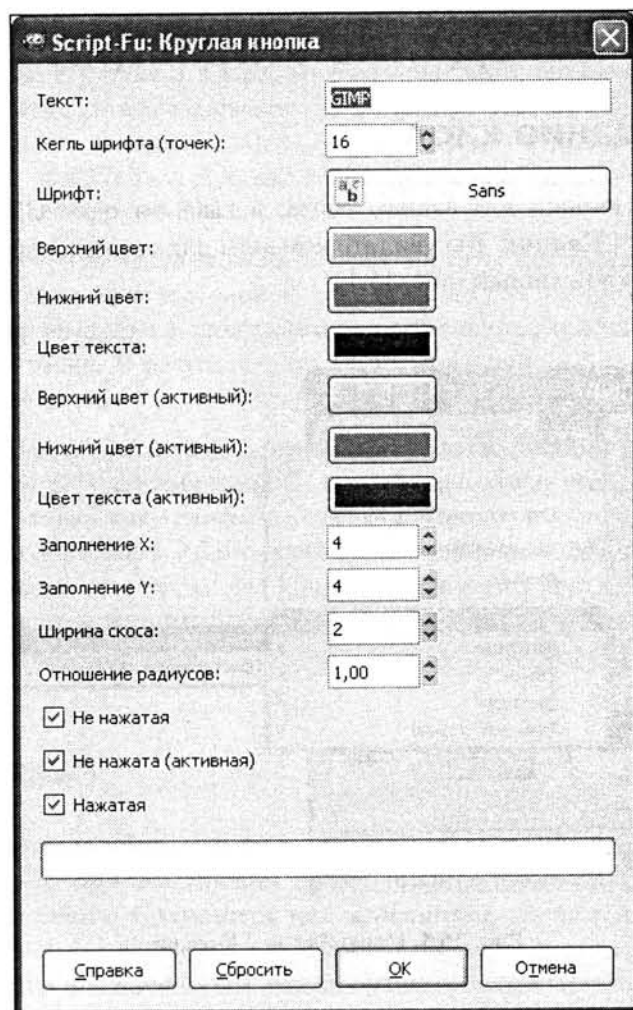 Script-Fu: Круглая кнопка
Текст: GIMP
Кегль шрифта (точек): 16
Шрифт: Sans
Верхний цвет:
Нижний цвет:
Цвет текста:
Верхний цвет (активный):
Нижний цвет (активный):
Цвет текста (активный):
Заполнение X: 4
Заполнение Y: 4
Ширина скоса: 2
Отношение радиусов: 1,00
Не нажатая
Не нажата (активная)
Нажатая
Справка Сбросить OK Отмена